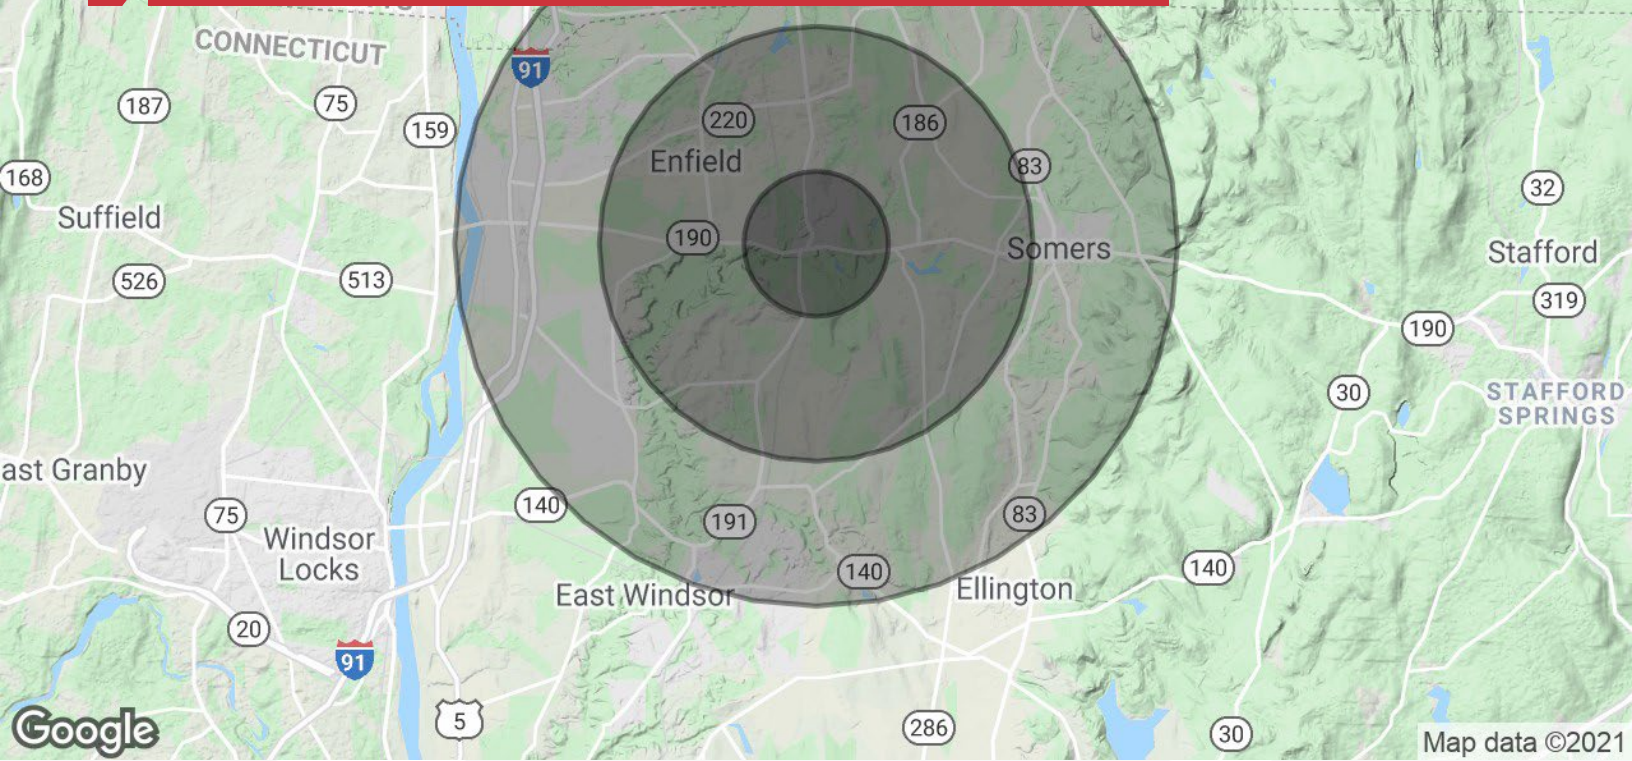 CONNECTICUT
91
187
75
159
220
186
Enfield
83
168
32
Suffield
190
Somers
Stafford
526
513
319
190
30
STAFFORD
SPRINGS
ast Granby
75
140
191
83
Windsor
Locks
140
140
East Windsor
Ellington
20
91
5
286
30
Google
Map data ©2021